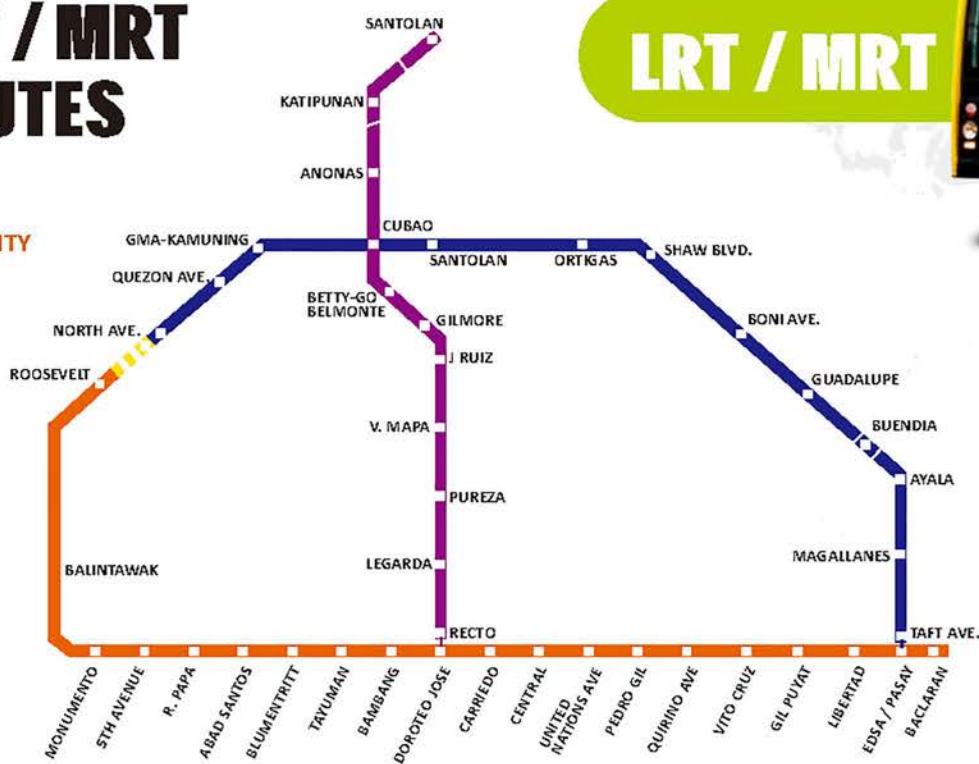 / MRT
UTES
ITY
LRT / MRT
SANTOLAN
KATIPUNAN
ANONAS
CUBAO
GMA-KAMUNING
SANTOLAN
ORTIGAS
SHAW BLVD.
QUEZON AVE.
BETTY-GO
BELMONTE
GILMORE
BONI AVE.
NORTH AVE.
J RUIZ
ROOSEVELT
GUADALUPE
V. MAPA
BUENDIA
AYALA
PUREZA
MAGALLANES
LEGARDA
BALINTAWAK
RECTO
TAFT AVE.
MONUMENTO
5TH AVENUE
R. PAPA
ABAD SANTOS
BLUMENTRITT
TAYUMAN
BAMBANG
DOROTEO JOSE
CARRIEDO
CENTRAL
UNITED
NATIONS AVE
PEDRO GIL
QUIRINO AVE
VITO CRUZ
GIL PUYAT
LIBERTAD
EDSA / PASAY
BACLARAN